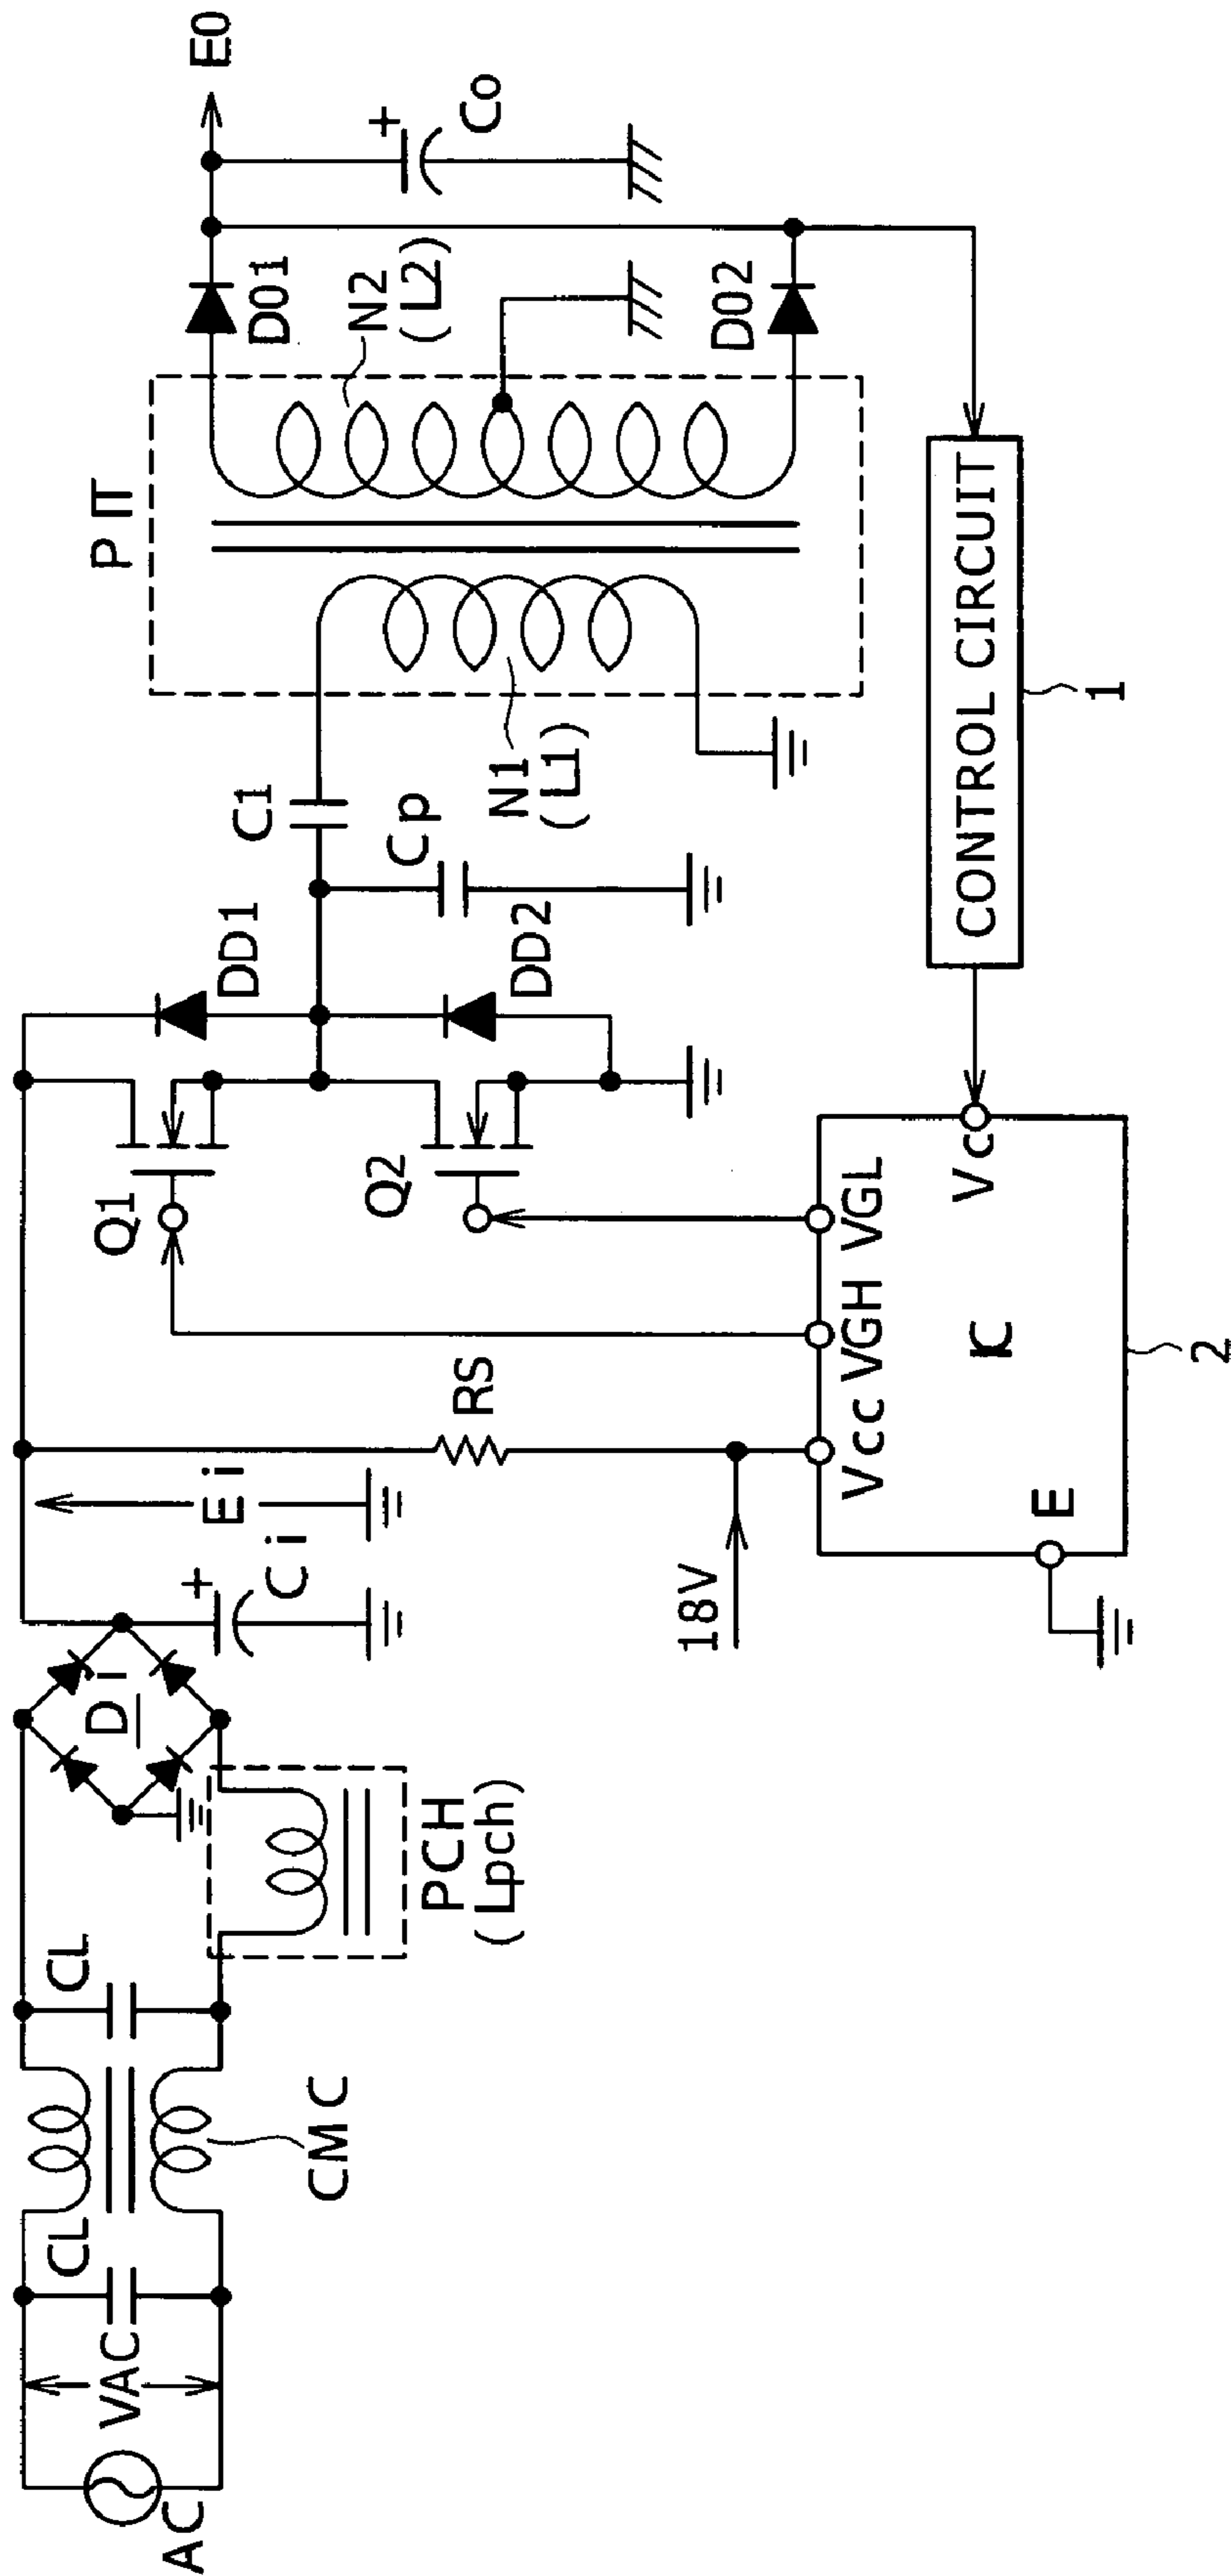 AC
VAC
CL
CMC
CL
PCH
(Lpch)
Di
+
Ci
Ei
RS
18V
Q1
Q2
DD1
DD2
Cp
C1
N1
(L1)
PIT
N2
(L2)
D01
D02
+
Co
E0
Vcc
VGH
VGL
E
IC
Vc
2
CONTROL CIRCUIT
1